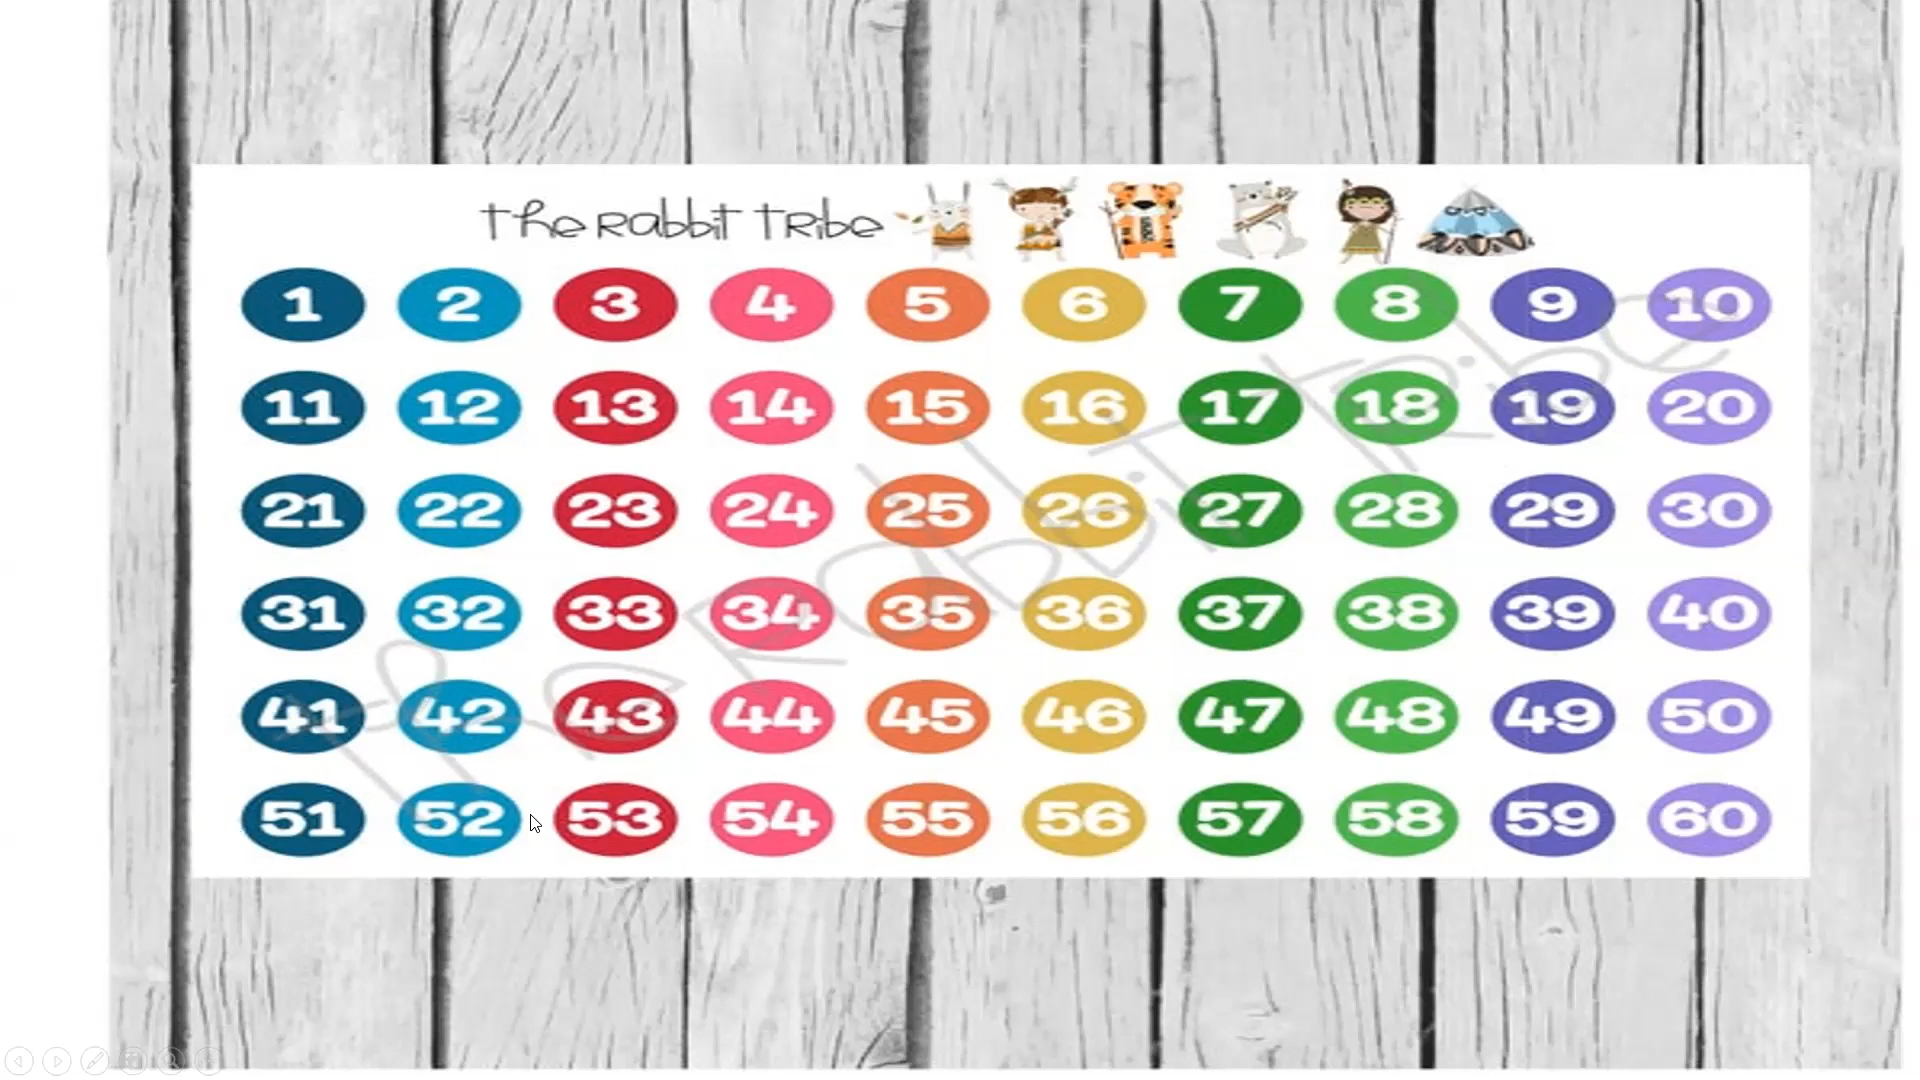 the Rabbit Tribe
1 2 3 4 5 6 7 8 9 10
11 12 13 14 15 16 17 18 19 20
21 22 23 24 25 26 27 28 29 30
31 32 33 34 35 36 37 38 39 40
41 42 43 44 45 46 47 48 49 50
51 52 53 54 55 56 57 58 59 60
the Rabbit Tribe